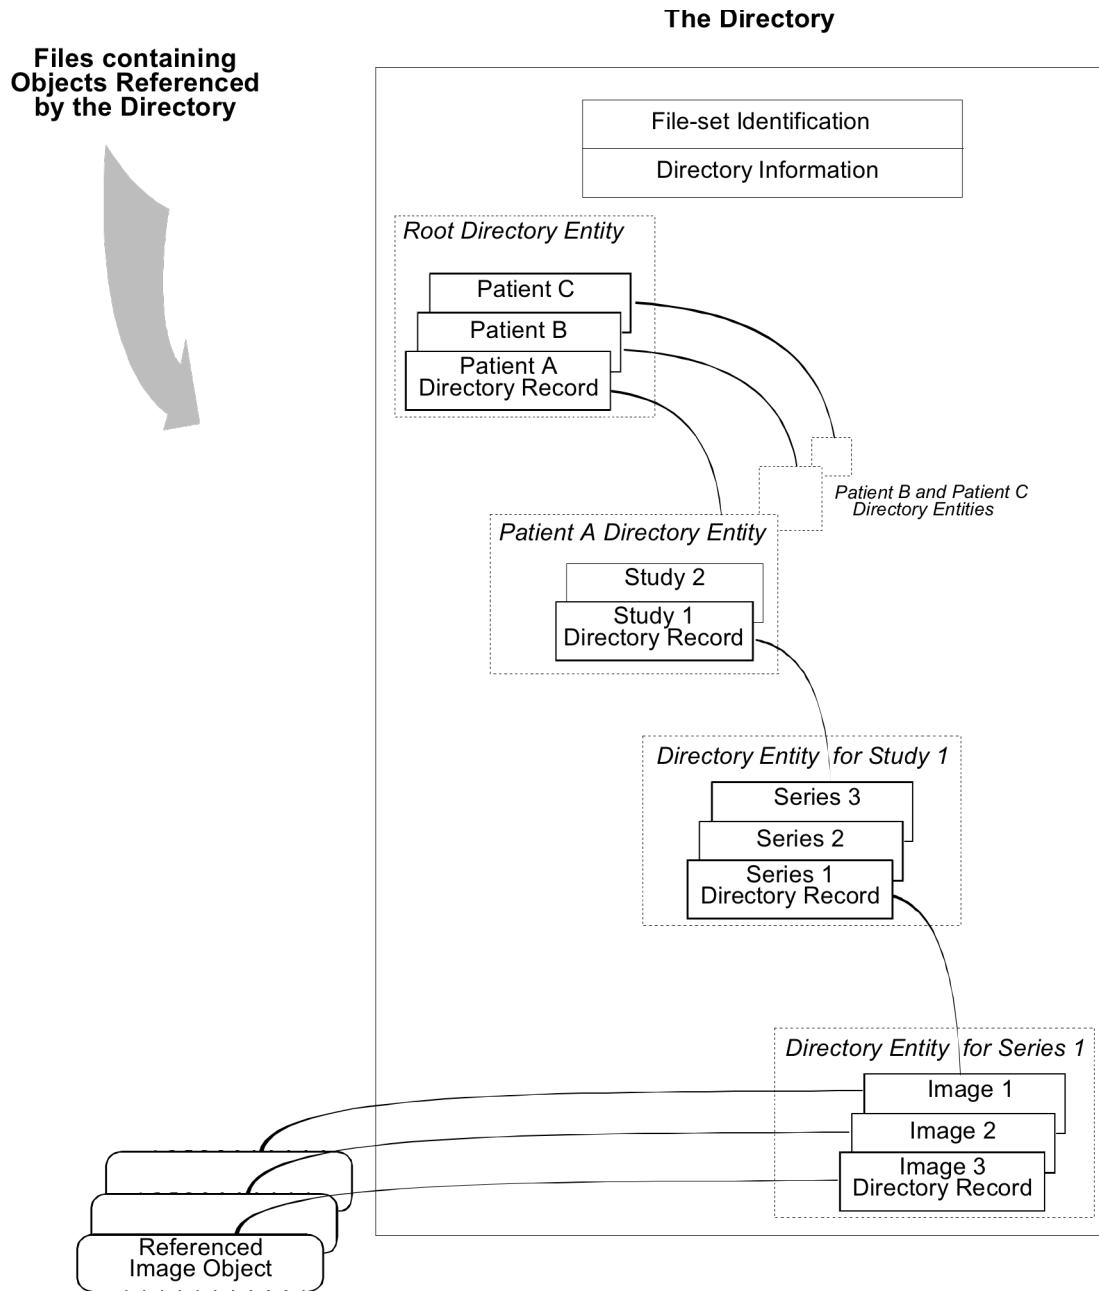 The Directory
Files containing
Objects Referenced
by the Directory
File-set Identification
Directory Information
Root Directory Entity
Patient C
Patient B
Patient A
Directory Record
Patient B and Patient C
Directory Entities
Patient A Directory Entity
Study 2
Study 1
Directory Record
Directory Entity for Study 1
Series 3
Series 2
Series 1
Directory Record
Directory Entity for Series 1
Image 1
Image 2
Image 3
Directory Record
Referenced
Image Object